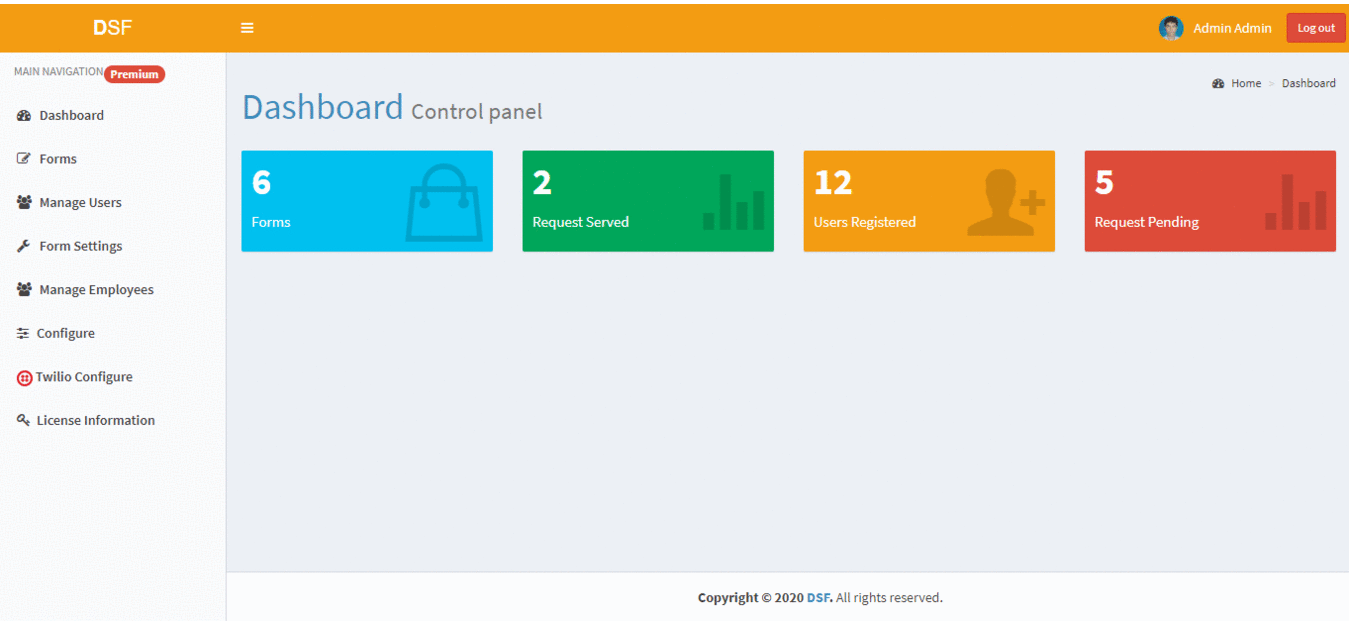 DSF
Admin Admin
Log out
MAIN NAVIGATION Premium
Dashboard
Forms
Manage Users
Form Settings
Manage Employees
Configure
Twilio Configure
License Information
Home > Dashboard
Dashboard Control panel
6
Forms
2
Request Served
12
Users Registered
5
Request Pending
Copyright © 2020 DSF. All rights reserved.